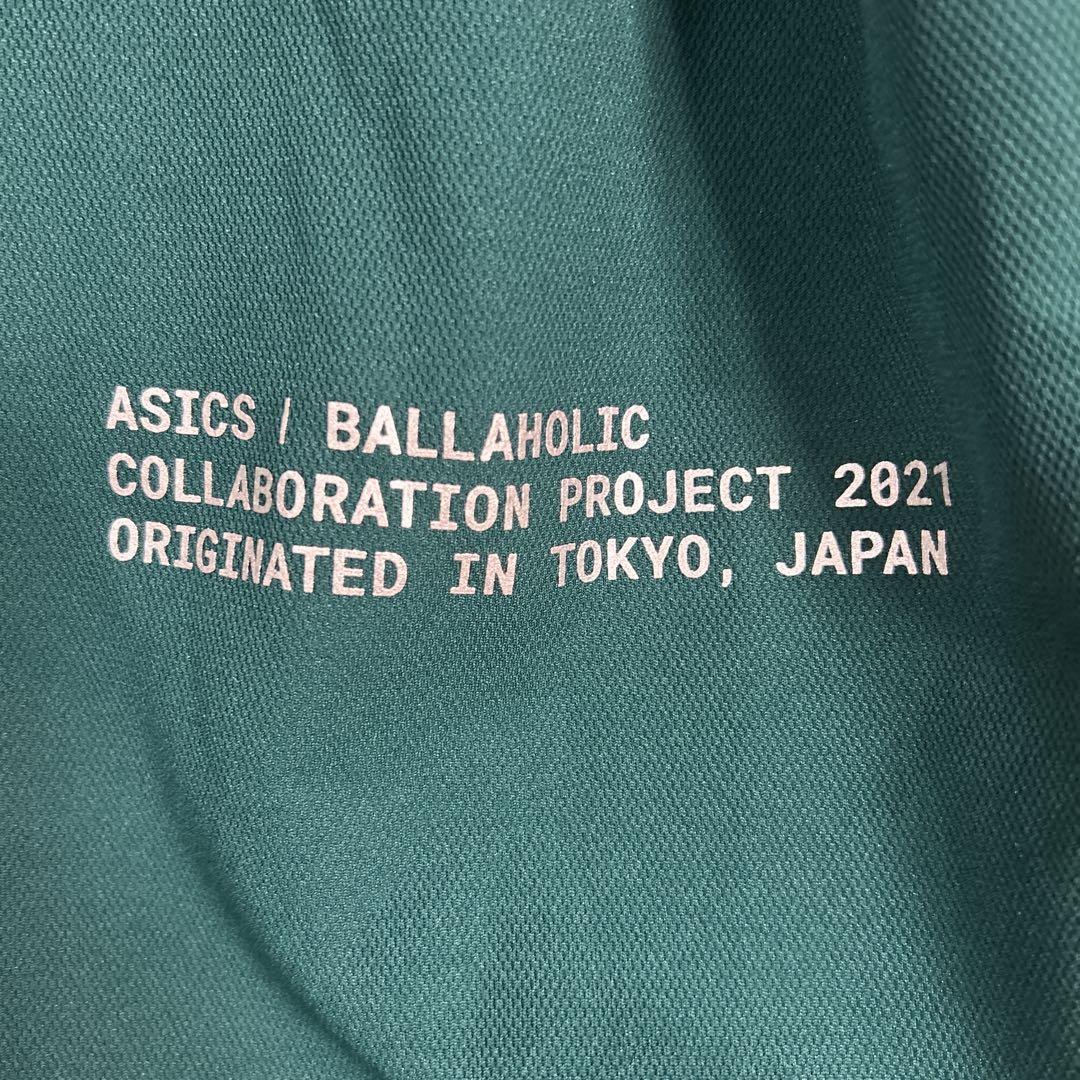 ASICS / BALLAHOLIC
COLLABORATION PROJECT 2021
ORIGINATED IN TOKYO, JAPAN